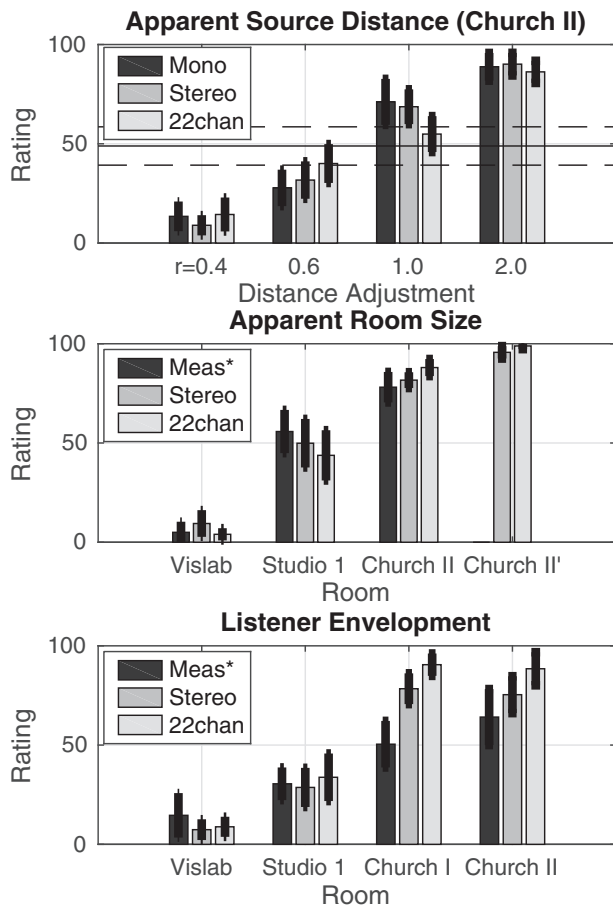 Apparent Source Distance (Church II)
Rating
100
50
0
Mono
Stereo
22chan
r=0.4 0.6 1.0 2.0
Distance Adjustment
Apparent Room Size
Rating
100
50
0
Meas*
Stereo
22chan
Vislab Studio 1 Church II Church II'
Room
Listener Envelopment
Rating
100
50
0
Meas*
Stereo
22chan
Vislab Studio 1 Church I Church II
Room